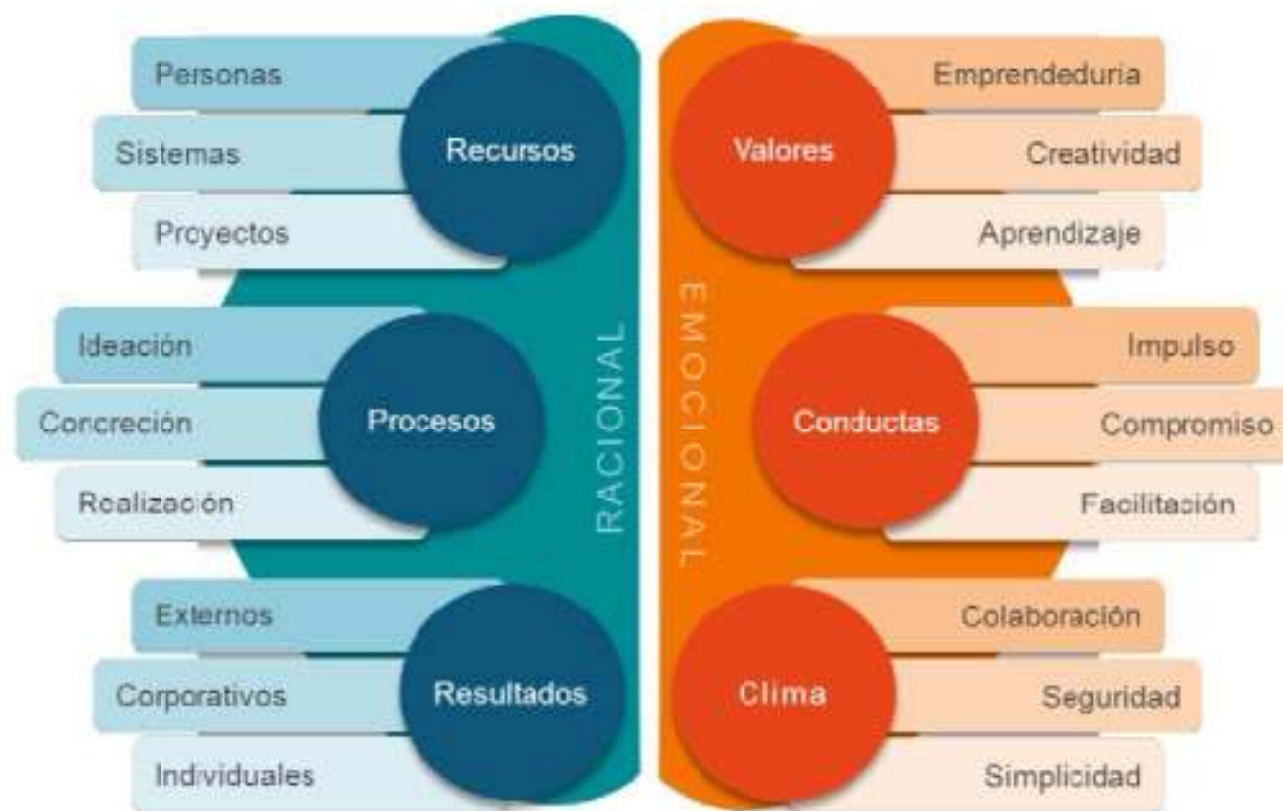 Personas
Sistemas
Proyectos
Recursos
Ideación
Concreción
Realización
Procesos
Externos
Corporativos
Individuales
Resultados
RACIONAL
EMOCIONAL
Valores
Emprendeduria
Creatividad
Aprendizaje
Conductas
Impulso
Compromiso
Facilitación
Clima
Colaboración
Seguridad
Simplicidad